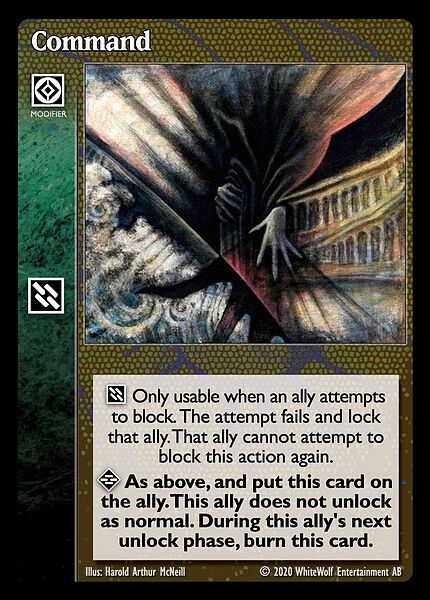 Command
MODIFIER
Only usable when an ally attempts
to block. The attempt fails and lock
that ally. That ally cannot attempt to
block this action again.
As above, and put this card on
the ally. This ally does not unlock
as normal. During this ally's next
unlock phase, burn this card.
Illus: Harold Arthur McNeill © 2020 WhiteWolf Entertainment AB